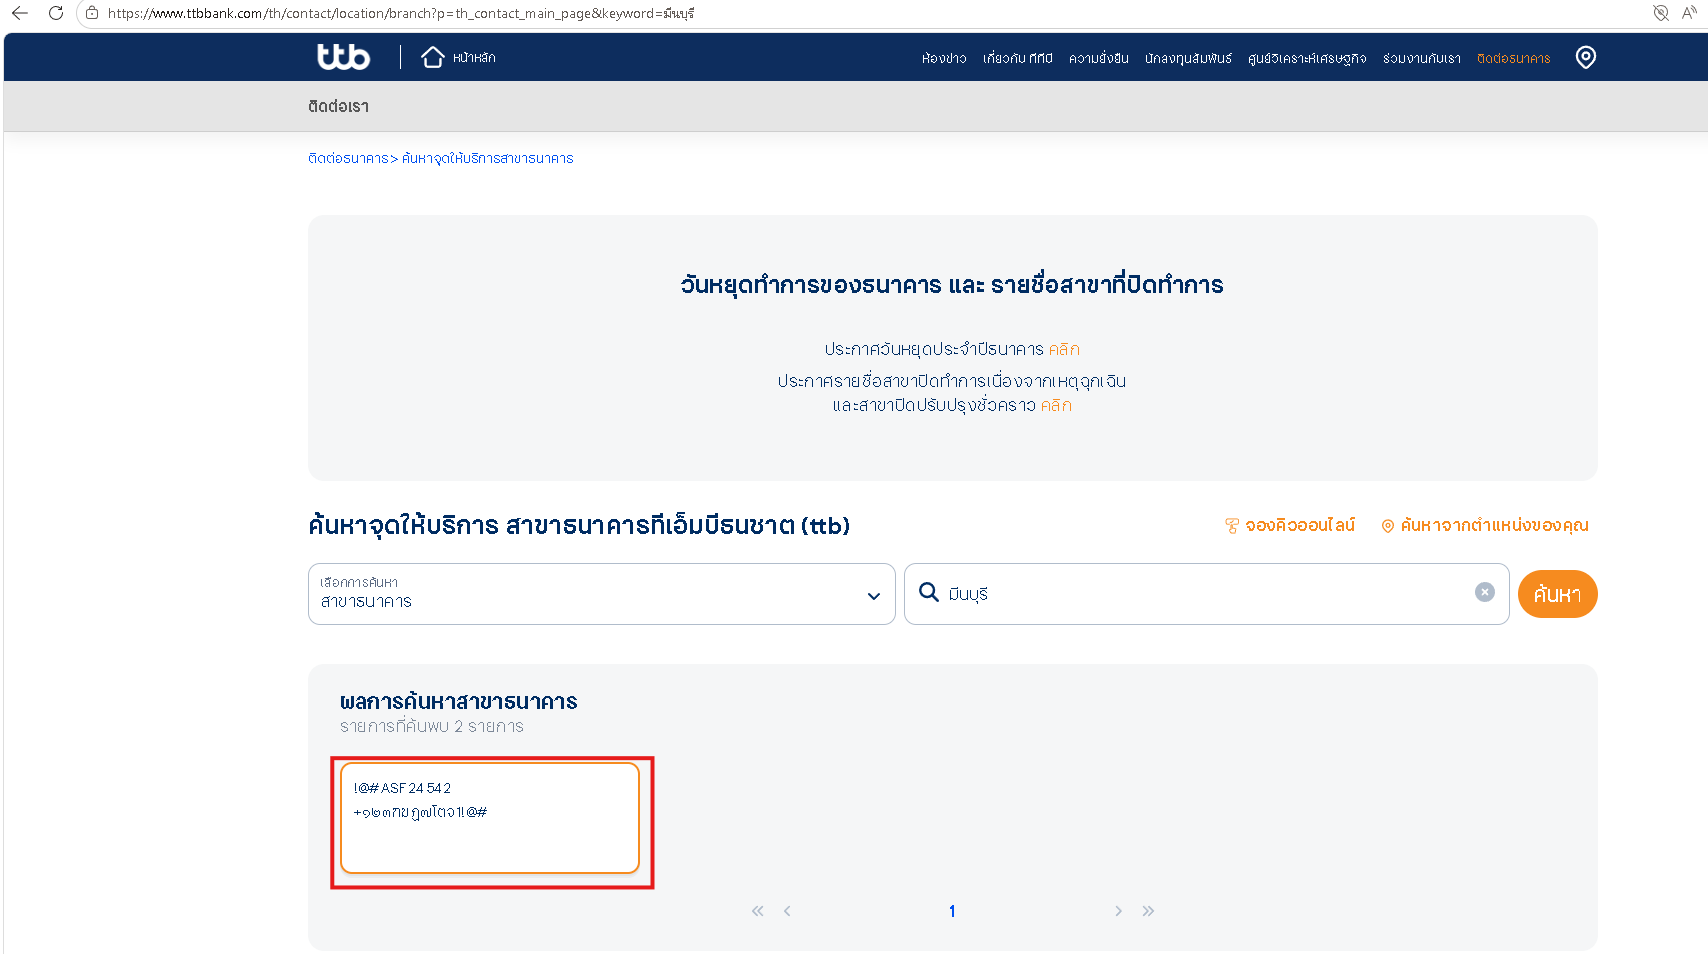 https://www.ttbbank.com/th/contact/location/branch?p=th_contact_main_page&keyword=มีนบุรี
ttb
หน้าหลัก
ห้องข่าว
เกี่ยวกับ ทีทีบี
ความยั่งยืน
นักลงทุนสัมพันธ์
ศูนย์วิเคราะห์เศรษฐกิจ
ร่วมงานกับเรา
ติดต่อธนาคาร
ติดต่อเรา
ติดต่อธนาคาร> ค้นหาจุดให้บริการสาขาธนาคาร
วันหยุดทำการของธนาคาร และ รายชื่อสาขาที่ปิดทำการ
ประกาศวันหยุดประจำปีธนาคาร คลิก
ประกาศรายชื่อสาขาปิดทำการเนื่องจากเหตุฉุกเฉิน
และสาขาปิดปรับปรุงชั่วคราว คลิก
ค้นหาจุดให้บริการ สาขาธนาคารทีเอ็มบีธนชาต (ttb)
จองคิวออนไลน์
ค้นหาจากตำแหน่งของคุณ
เลือกการค้นหา
สาขาธนาคาร
มีนบุรี
ค้นหา
ผลการค้นหาสาขาธนาคาร
รายการที่ค้นพบ 2 รายการ
!@#ASF24542
« ‹ 1 › »